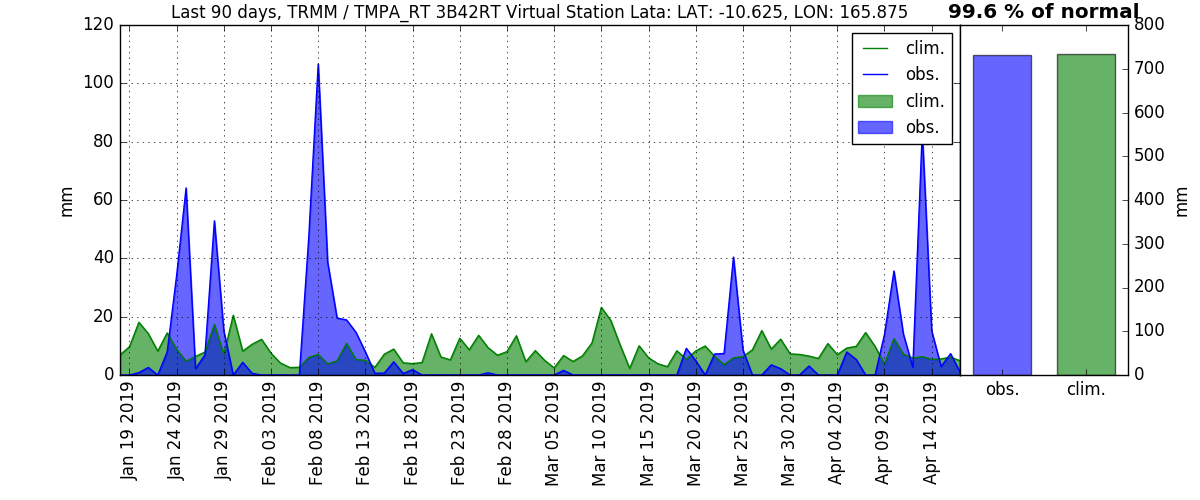 Last 90 days, TRMM / TMPA_RT 3B42RT Virtual Station Lata: LAT: -10.625, LON: 165.875
99.6 % of normal
120
100
80
60
40
20
0
mm
clim.
obs.
clim.
obs.
800
700
600
500
400
300
200
100
0
mm
obs.
clim.
Jan 19 2019
Jan 24 2019
Jan 29 2019
Feb 03 2019
Feb 08 2019
Feb 13 2019
Feb 18 2019
Feb 23 2019
Feb 28 2019
Mar 05 2019
Mar 10 2019
Mar 15 2019
Mar 20 2019
Mar 25 2019
Mar 30 2019
Apr 04 2019
Apr 09 2019
Apr 14 2019